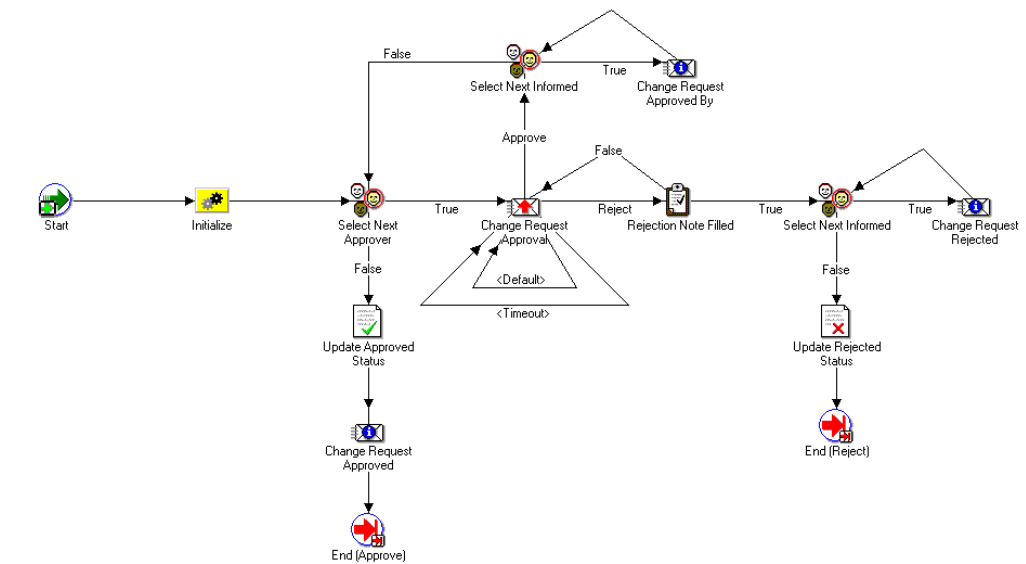 False
Select Next Informed
True
Change Request
Approved By
Approve
False
Start
Initialize
Select Next
Approver
True
Change Request
Approval
Reject
Rejection Note Filled
True
Select Next Informed
True
Change Request
Rejected
False
<Default>
<Timeout>
False
Update Approved
Status
Update Rejected
Status
Change Request
Approved
End (Reject)
End (Approve)